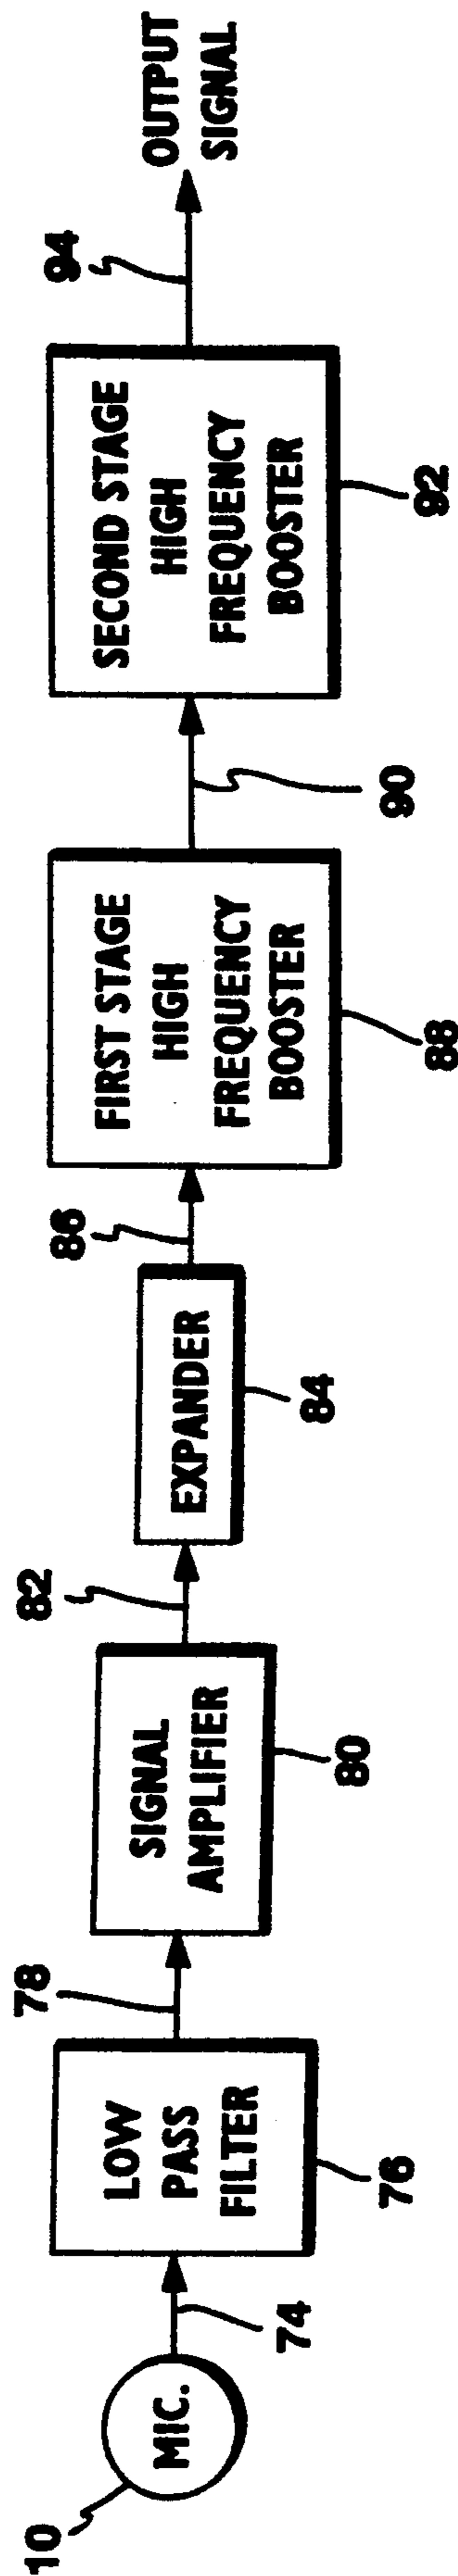 10
MIC.
74
LOW
PASS
FILTER
76
78
SIGNAL
AMPLIFIER
80
82
EXPANDER
84
86
FIRST STAGE
HIGH
FREQUENCY
BOOSTER
88
90
SECOND STAGE
HIGH
FREQUENCY
BOOSTER
92
94
OUTPUT
SIGNAL